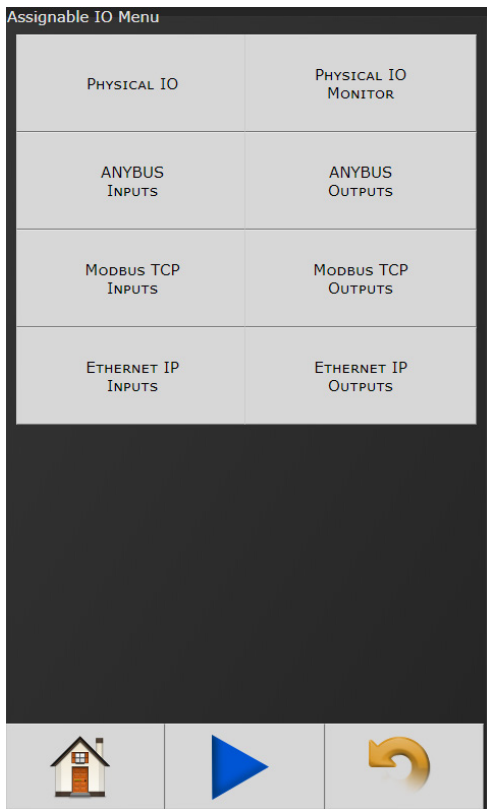 Assignable IO Menu
Physical IO
Physical IO
Monitor
ANYBUS
Inputs
ANYBUS
Outputs
Modbus TCP
Inputs
Modbus TCP
Outputs
Ethernet IP
Inputs
Ethernet IP
Outputs